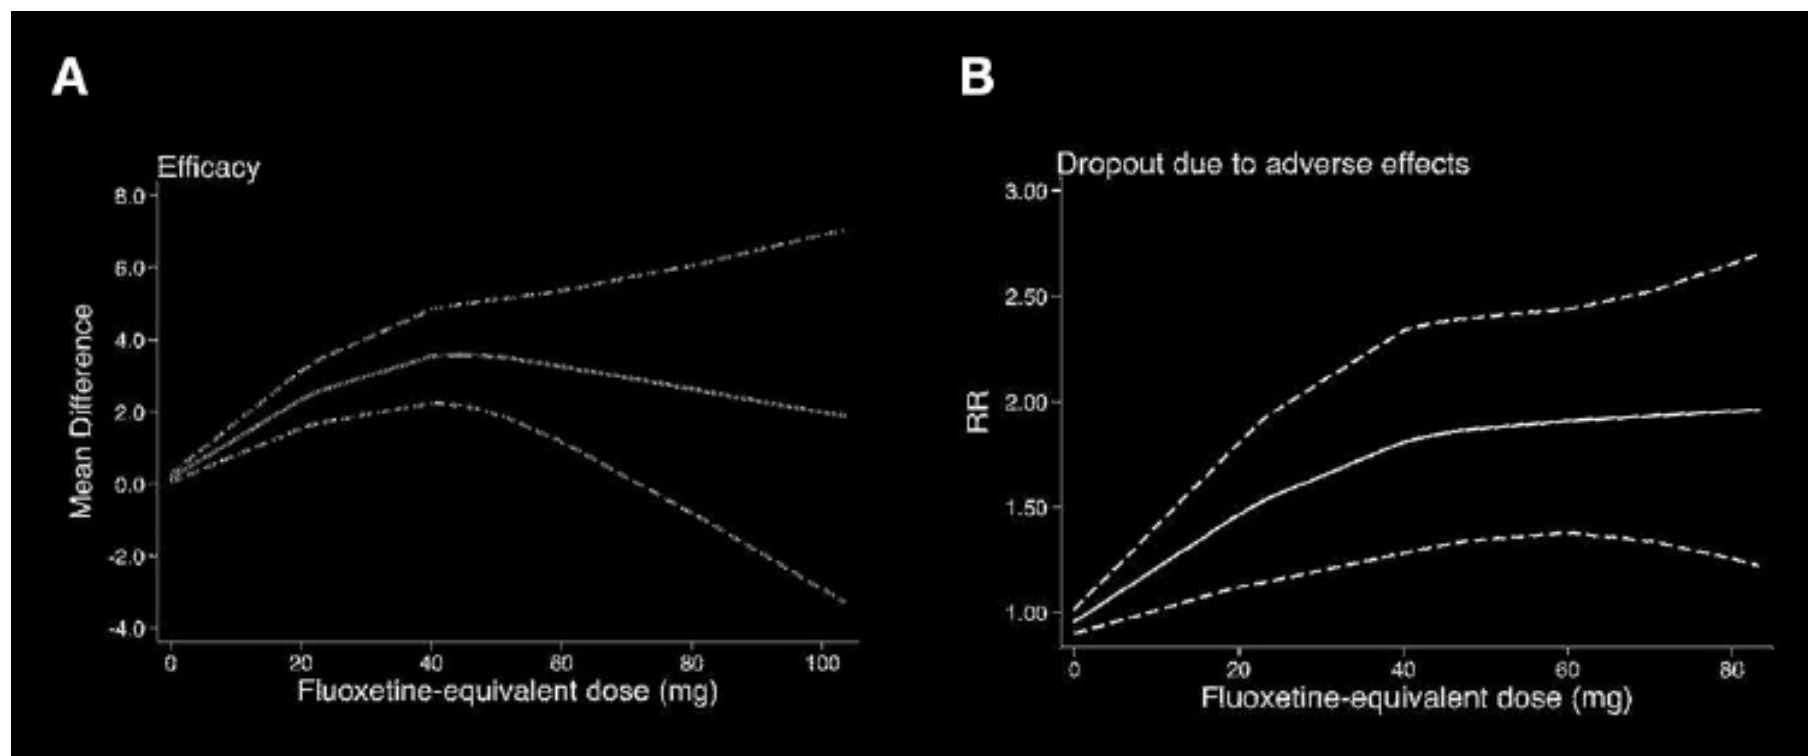 A
B
Efficacy
Dropout due to adverse effects
8.0
6.0
4.0
2.0
0.0
-2.0
-4.0
Mean Difference
0 20 40 60 80 100
Fluoxetine-equivalent dose (mg)
3.00
2.50
2.00
1.50
1.00
RR
0 20 40 60 80
Fluoxetine-equivalent dose (mg)